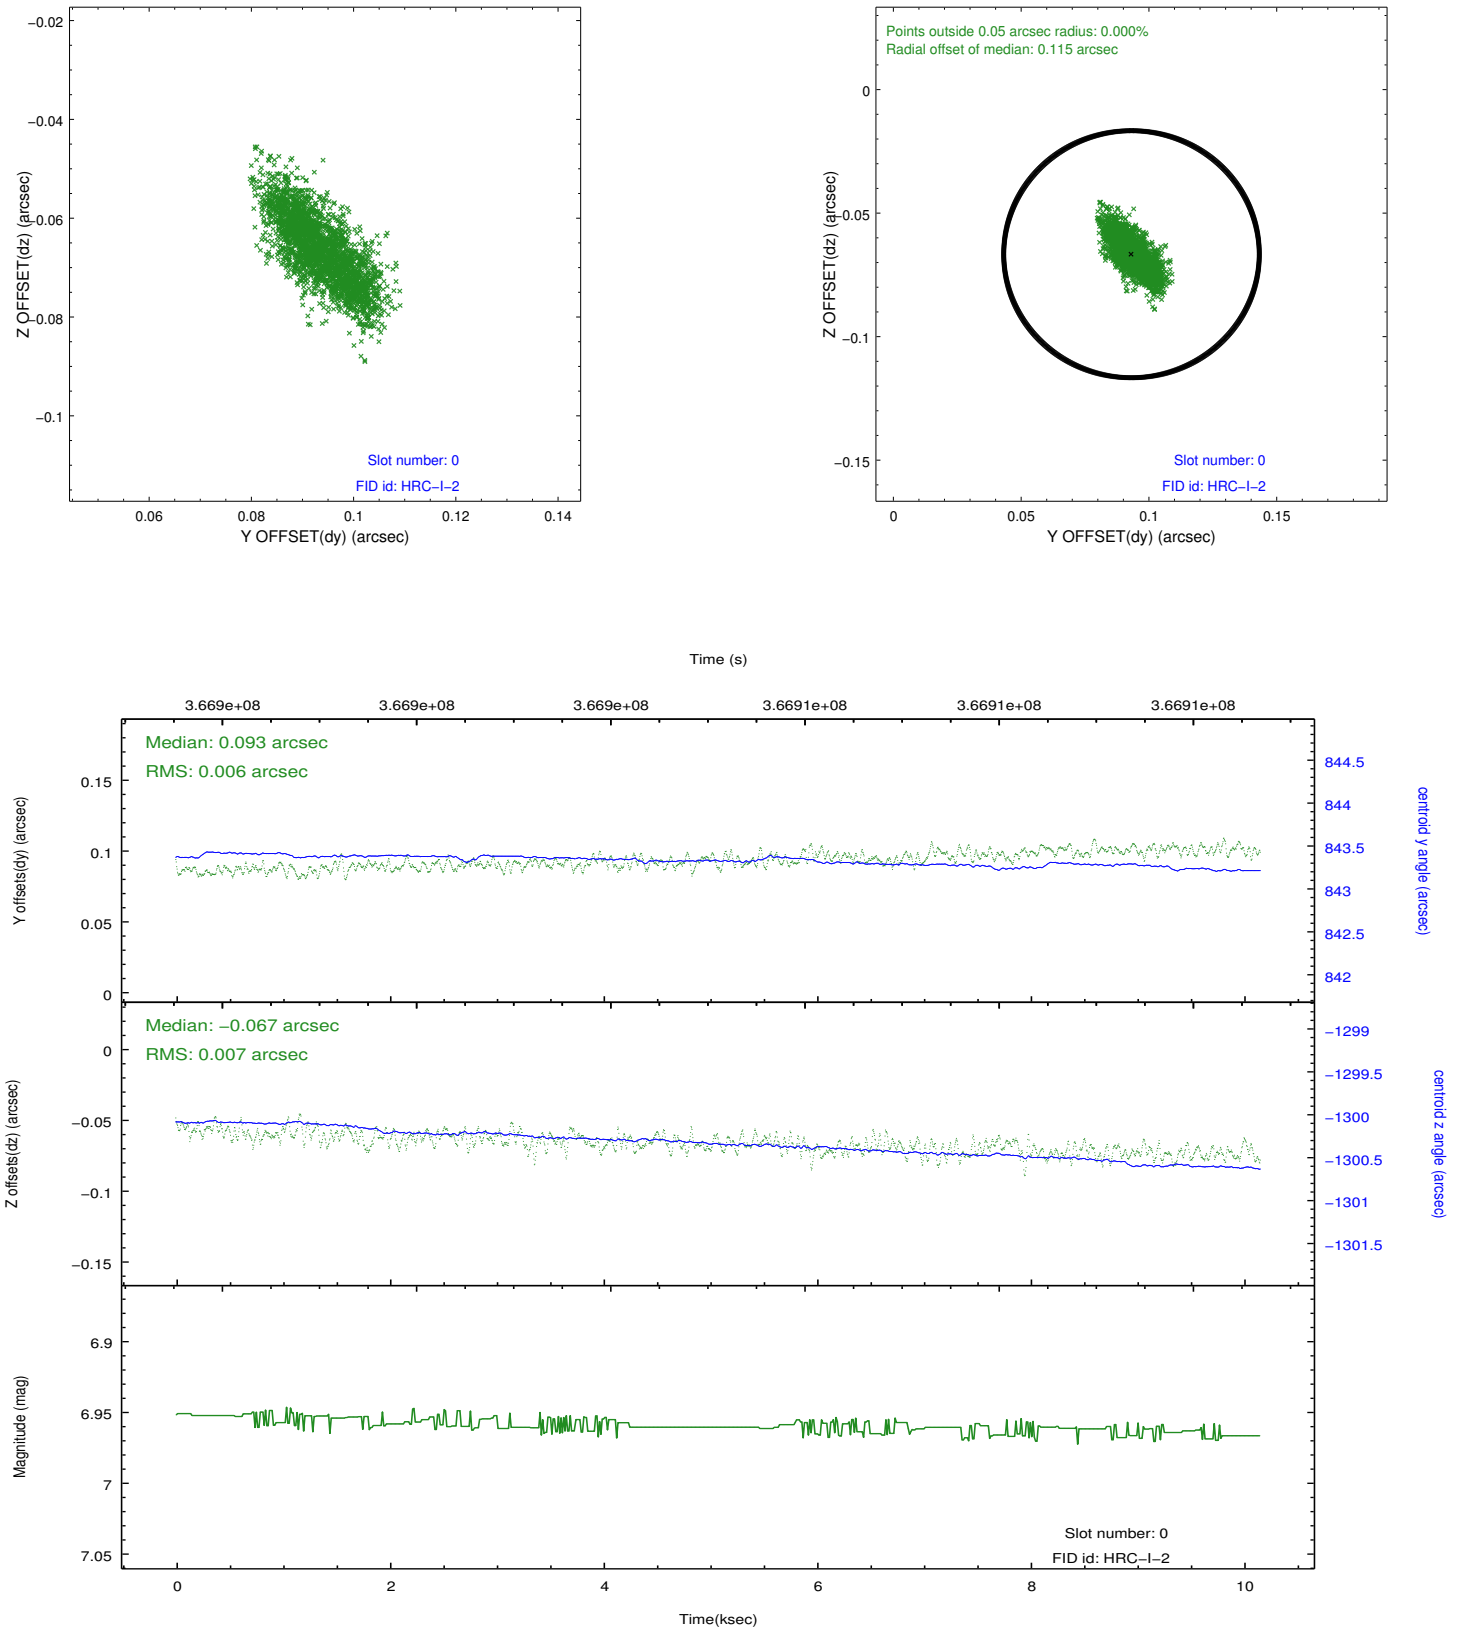 −0.02
−0.04
−0.06
−0.08
−0.1
Z OFFSET(dz) (arcsec)
Slot number: 0
FID id: HRC−I−2
0.06
0.08
0.1
0.12
0.14
Y OFFSET(dy) (arcsec)
Points outside 0.05 arcsec radius: 0.000%
Radial offset of median: 0.115 arcsec
0
−0.05
−0.1
−0.15
Z OFFSET(dz) (arcsec)
Slot number: 0
FID id: HRC−I−2
0
0.05
0.1
0.15
Y OFFSET(dy) (arcsec)
Time (s)
3.669e+08
3.669e+08
3.669e+08
3.6691e+08
3.6691e+08
3.6691e+08
Median: 0.093 arcsec
RMS: 0.006 arcsec
0.15
0.1
0.05
0
Y offsets(dy) (arcsec)
844.5
844
843.5
843
842.5
842
centroid y angle (arcsec)
Median: −0.067 arcsec
RMS: 0.007 arcsec
0
−0.05
−0.1
−0.15
Z offsets(dz) (arcsec)
−1299
−1299.5
−1300
−1300.5
−1301
−1301.5
centroid z angle (arcsec)
6.9
6.95
7
7.05
Magnitude (mag)
Slot number: 0
FID id: HRC−I−2
0
2
4
6
8
10
Time(ksec)